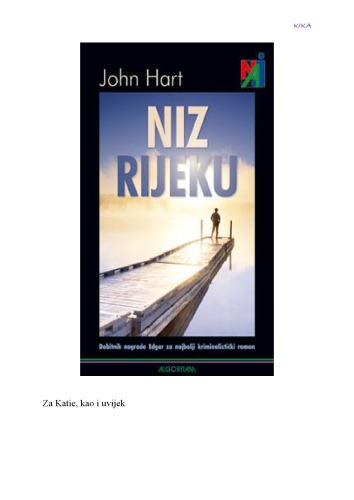 KIKA
John Hart
NIZ
RIJEKU
Dobitnik nagrade Edgar za najbolji kriminalistički roman
ALGORITAM
Za Katie, kao i uvijek